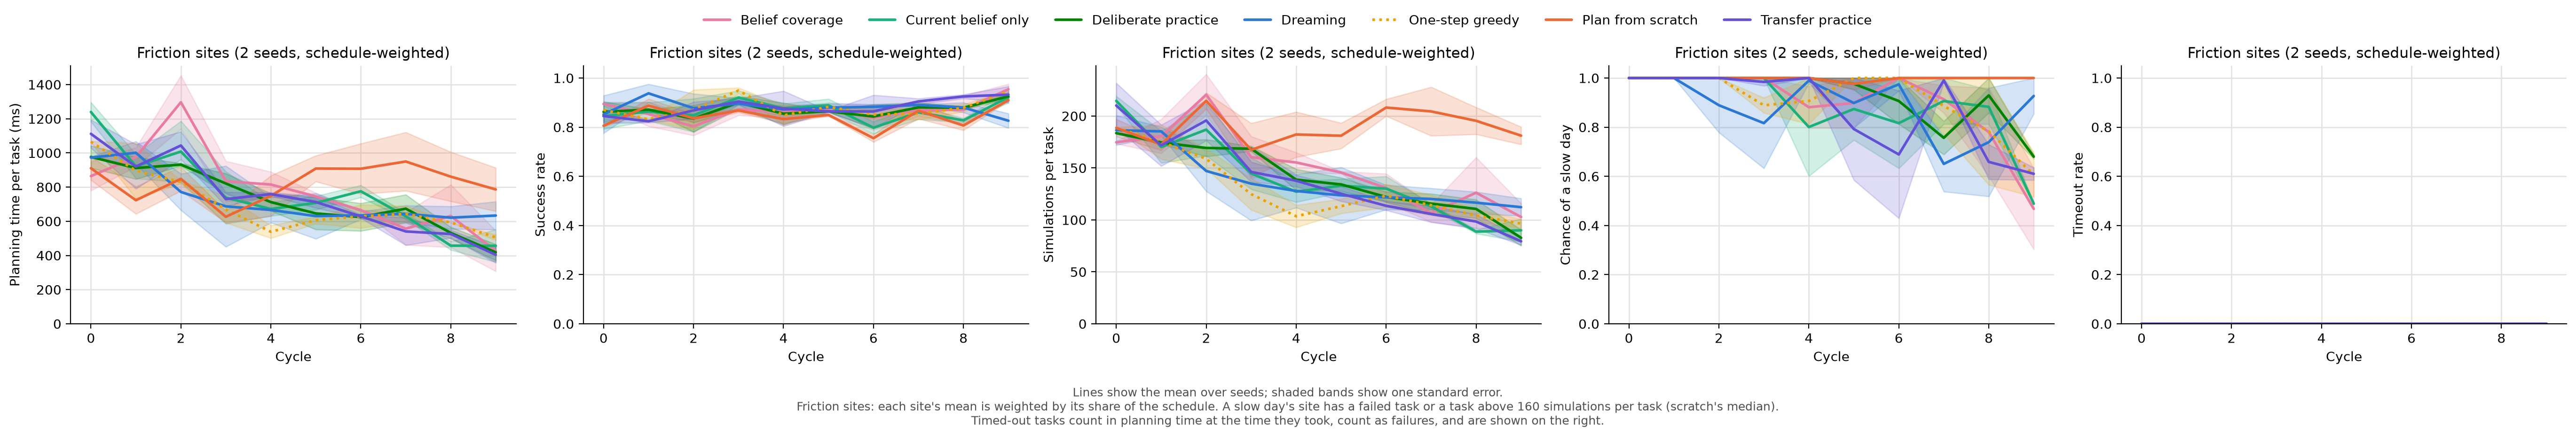 Belief coverage
Current belief only
Deliberate practice
Dreaming
One-step greedy
Plan from scratch
Transfer practice
Friction sites (2 seeds, schedule-weighted)
Planning time per task (ms)
1400
1200
1000
800
600
400
200
0
0 2 4 6 8
Cycle
Friction sites (2 seeds, schedule-weighted)
Success rate
1.0
0.8
0.6
0.4
0.2
0.0
0 2 4 6 8
Cycle
Friction sites (2 seeds, schedule-weighted)
Simulations per task
200
150
100
50
0
0 2 4 6 8
Cycle
Friction sites (2 seeds, schedule-weighted)
Chance of a slow day
1.0
0.8
0.6
0.4
0.2
0.0
0 2 4 6 8
Cycle
Friction sites (2 seeds, schedule-weighted)
Timeout rate
1.0
0.8
0.6
0.4
0.2
0.0
0 2 4 6 8
Cycle
Lines show the mean over seeds; shaded bands show one standard error.
Friction sites: each site's mean is weighted by its share of the schedule. A slow day's site has a failed task or a task above 160 simulations per task (scratch's median).
Timed-out tasks count in planning time at the time they took, count as failures, and are shown on the right.